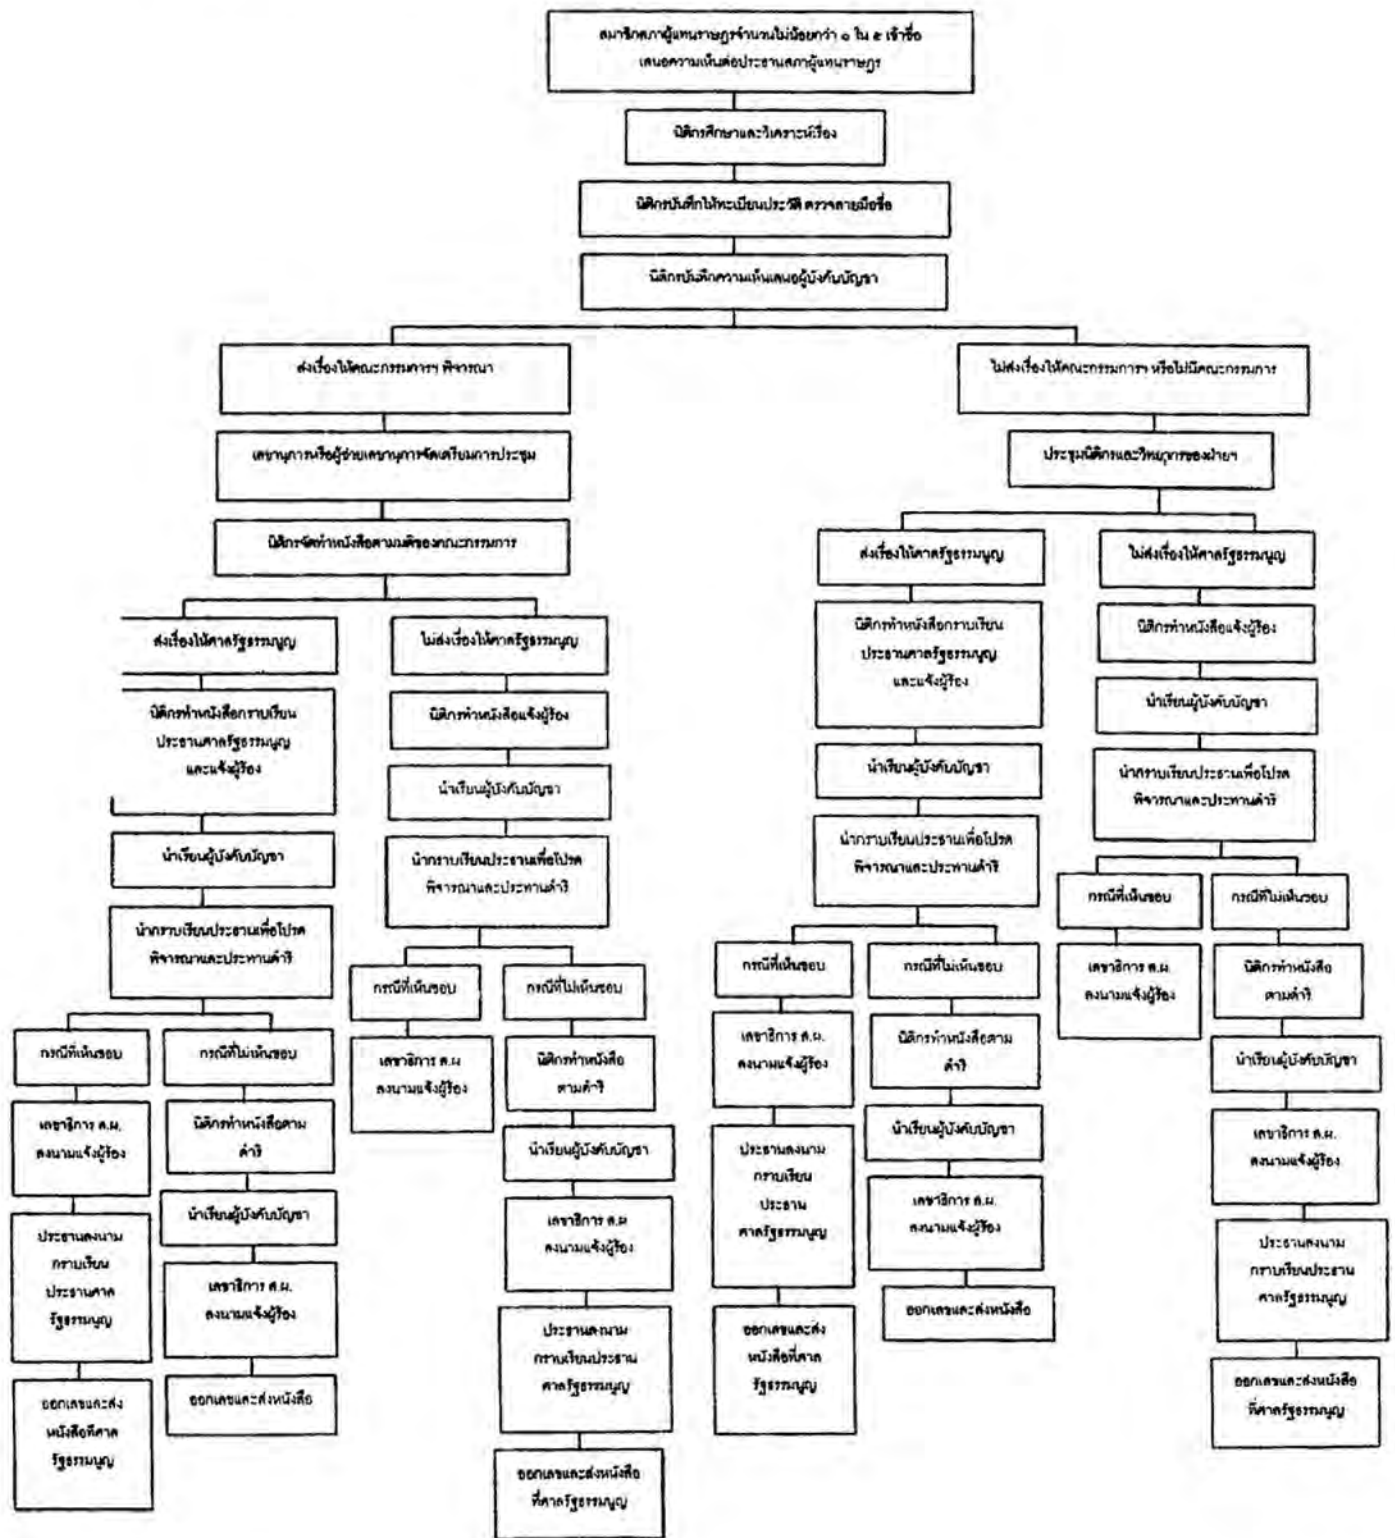 สมาชิกสภาผู้แทนราษฎรจำนวนไม่น้อยกว่า ๑ ใน ๕ เข้าชื่อ
เสนอความเห็นต่อประธานสภาผู้แทนราษฎร
นิติกรศึกษาและวิเคราะห์เรื่อง
นิติกรบันทึกให้ทะเบียนประวัติ ตรวจลายมือชื่อ
นิติกรบันทึกความเห็นเสนอผู้บังคับบัญชา
ส่งเรื่องให้คณะกรรมการฯ พิจารณา
เลขานุการหรือผู้ช่วยเลขานุการจัดเตรียมการประชุม
นิติกรจัดทำหนังสือตามมติของคณะกรรมการ
ส่งเรื่องให้ศาลรัฐธรรมนูญ
นิติกรทำหนังสือกราบเรียน
ประธานศาลรัฐธรรมนูญ
และแจ้งผู้ร้อง
นำเรียนผู้บังคับบัญชา
นำกราบเรียนประธานเพื่อโปรด
พิจารณาและประทานดำริ
กรณีที่เห็นชอบ
เลขาธิการ ส.ผ.
ลงนามแจ้งผู้ร้อง
ประธานลงนาม
กราบเรียน
ประธานศาล
รัฐธรรมนูญ
ออกเลขและส่ง
หนังสือที่ศาล
รัฐธรรมนูญ
กรณีที่ไม่เห็นชอบ
นิติกรทำหนังสือตาม
ดำริ
นำเรียนผู้บังคับบัญชา
เลขาธิการ ส.ผ.
ลงนามแจ้งผู้ร้อง
ออกเลขและส่งหนังสือ
ไม่ส่งเรื่องให้ศาลรัฐธรรมนูญ
นิติกรทำหนังสือแจ้งผู้ร้อง
นำเรียนผู้บังคับบัญชา
นำกราบเรียนประธานเพื่อโปรด
พิจารณาและประทานดำริ
กรณีที่เห็นชอบ
เลขาธิการ ส.ผ
ลงนามแจ้งผู้ร้อง
กรณีที่ไม่เห็นชอบ
นิติกรทำหนังสือ
ตามดำริ
นำเรียนผู้บังคับบัญชา
เลขาธิการ ส.ผ
ลงนามแจ้งผู้ร้อง
ประธานลงนาม
กราบเรียนประธาน
ศาลรัฐธรรมนูญ
ออกเลขและส่งหนังสือ
ที่ศาลรัฐธรรมนูญ
ไม่ส่งเรื่องให้คณะกรรมการฯ หรือไม่มีคณะกรรมการ
ประชุมนิติกรและวิทยากรของฝ่ายฯ
ส่งเรื่องให้ศาลรัฐธรรมนูญ
นิติกรทำหนังสือกราบเรียน
ประธานศาลรัฐธรรมนูญ
และแจ้งผู้ร้อง
นำเรียนผู้บังคับบัญชา
นำกราบเรียนประธานเพื่อโปรด
พิจารณาและประทานดำริ
กรณีที่เห็นชอบ
เลขาธิการ ส.ผ.
ลงนามแจ้งผู้ร้อง
ประธานลงนาม
กราบเรียน
ประธาน
ศาลรัฐธรรมนูญ
ออกเลขและส่ง
หนังสือที่ศาล
รัฐธรรมนูญ
กรณีที่ไม่เห็นชอบ
นิติกรทำหนังสือตาม
ดำริ
นำเรียนผู้บังคับบัญชา
เลขาธิการ ส.ผ.
ลงนามแจ้งผู้ร้อง
ออกเลขและส่งหนังสือ
ไม่ส่งเรื่องให้ศาลรัฐธรรมนูญ
นิติกรทำหนังสือแจ้งผู้ร้อง
นำเรียนผู้บังคับบัญชา
นำกราบเรียนประธานเพื่อโปรด
พิจารณาและประทานดำริ
กรณีที่เห็นชอบ
เลขาธิการ ส.ผ.
ลงนามแจ้งผู้ร้อง
กรณีที่ไม่เห็นชอบ
นิติกรทำหนังสือ
ตามดำริ
นำเรียนผู้บังคับบัญชา
เลขาธิการ ส.ผ.
ลงนามแจ้งผู้ร้อง
ประธานลงนาม
กราบเรียนประธาน
ศาลรัฐธรรมนูญ
ออกเลขและส่งหนังสือ
ที่ศาลรัฐธรรมนูญ